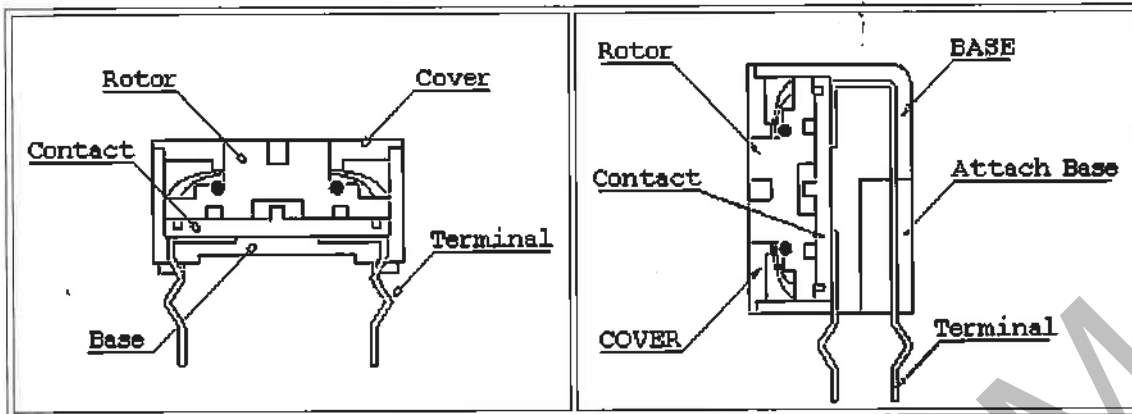 Rotor
Cover
Contact
Terminal
Base
Rotor
BASE
Contact
Attach Base
COVER
Terminal